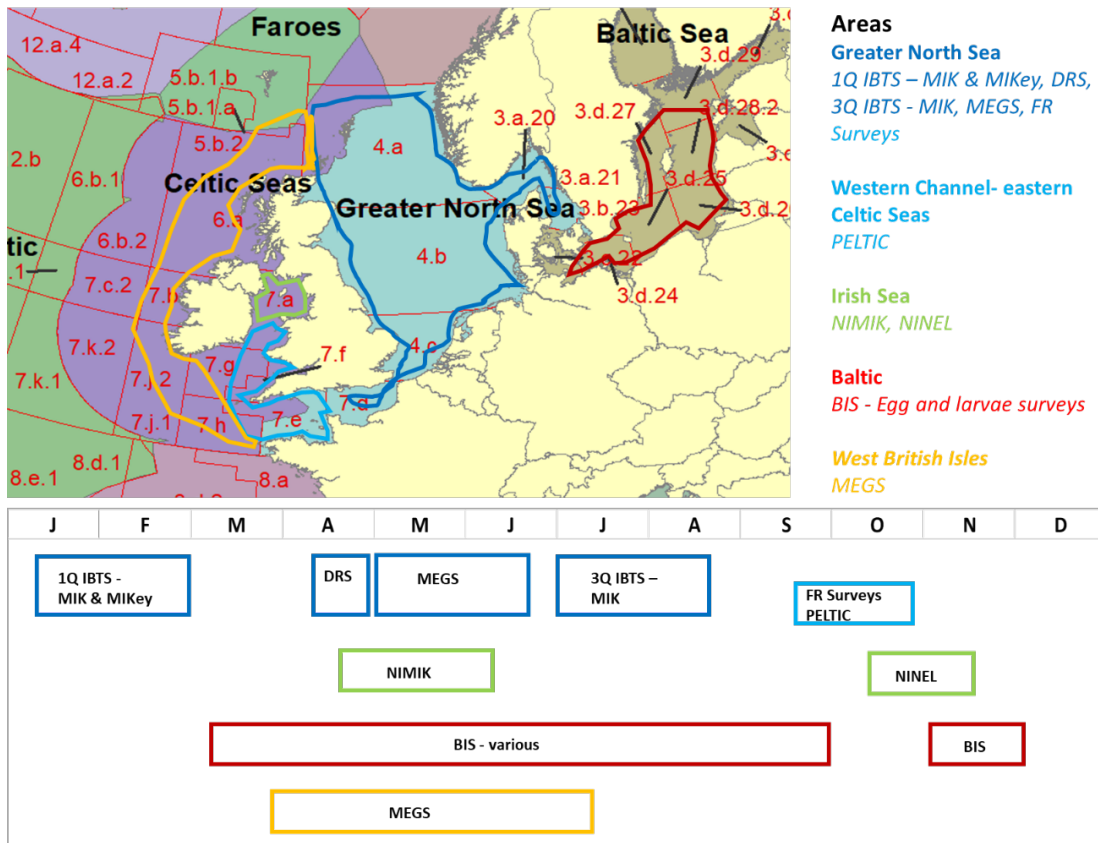 Faroes
Baltic Sea
12.a.4
12.a.2
5.b.1.b
5.b.1.a
5.b.2
3.d.29
3.d.28.2
3.d.27
3.a.20
4.a
2.b
6.b.1
Celtic Seas
6.a
3.a.21
3.d.25
Greater North Sea
3.b.23
3.d.2
6.b.2
tic
.1
4.b
7.c.2
7.b
7.a
3.c.22
3.d.24
7.k.2
7.g
7.f
4.c
7.k.1
7.j.2
7.d
7.j.1
7.h
7.e
8.e.1
8.d.1
8.a
Areas
Greater North Sea
1Q IBTS – MIK & MIKey, DRS,
3Q IBTS - MIK, MEGS, FR
Surveys
Western Channel- eastern
Celtic Seas
PELTIC
Irish Sea
NIMIK, NINEL
Baltic
BIS - Egg and larvae surveys
West British Isles
MEGS
J F M A M J J A S O N D
1Q IBTS -
MIK & MIKey
DRS
MEGS
3Q IBTS –
MIK
FR Surveys
PELTIC
NIMIK
NINEL
BIS - various
BIS
MEGS